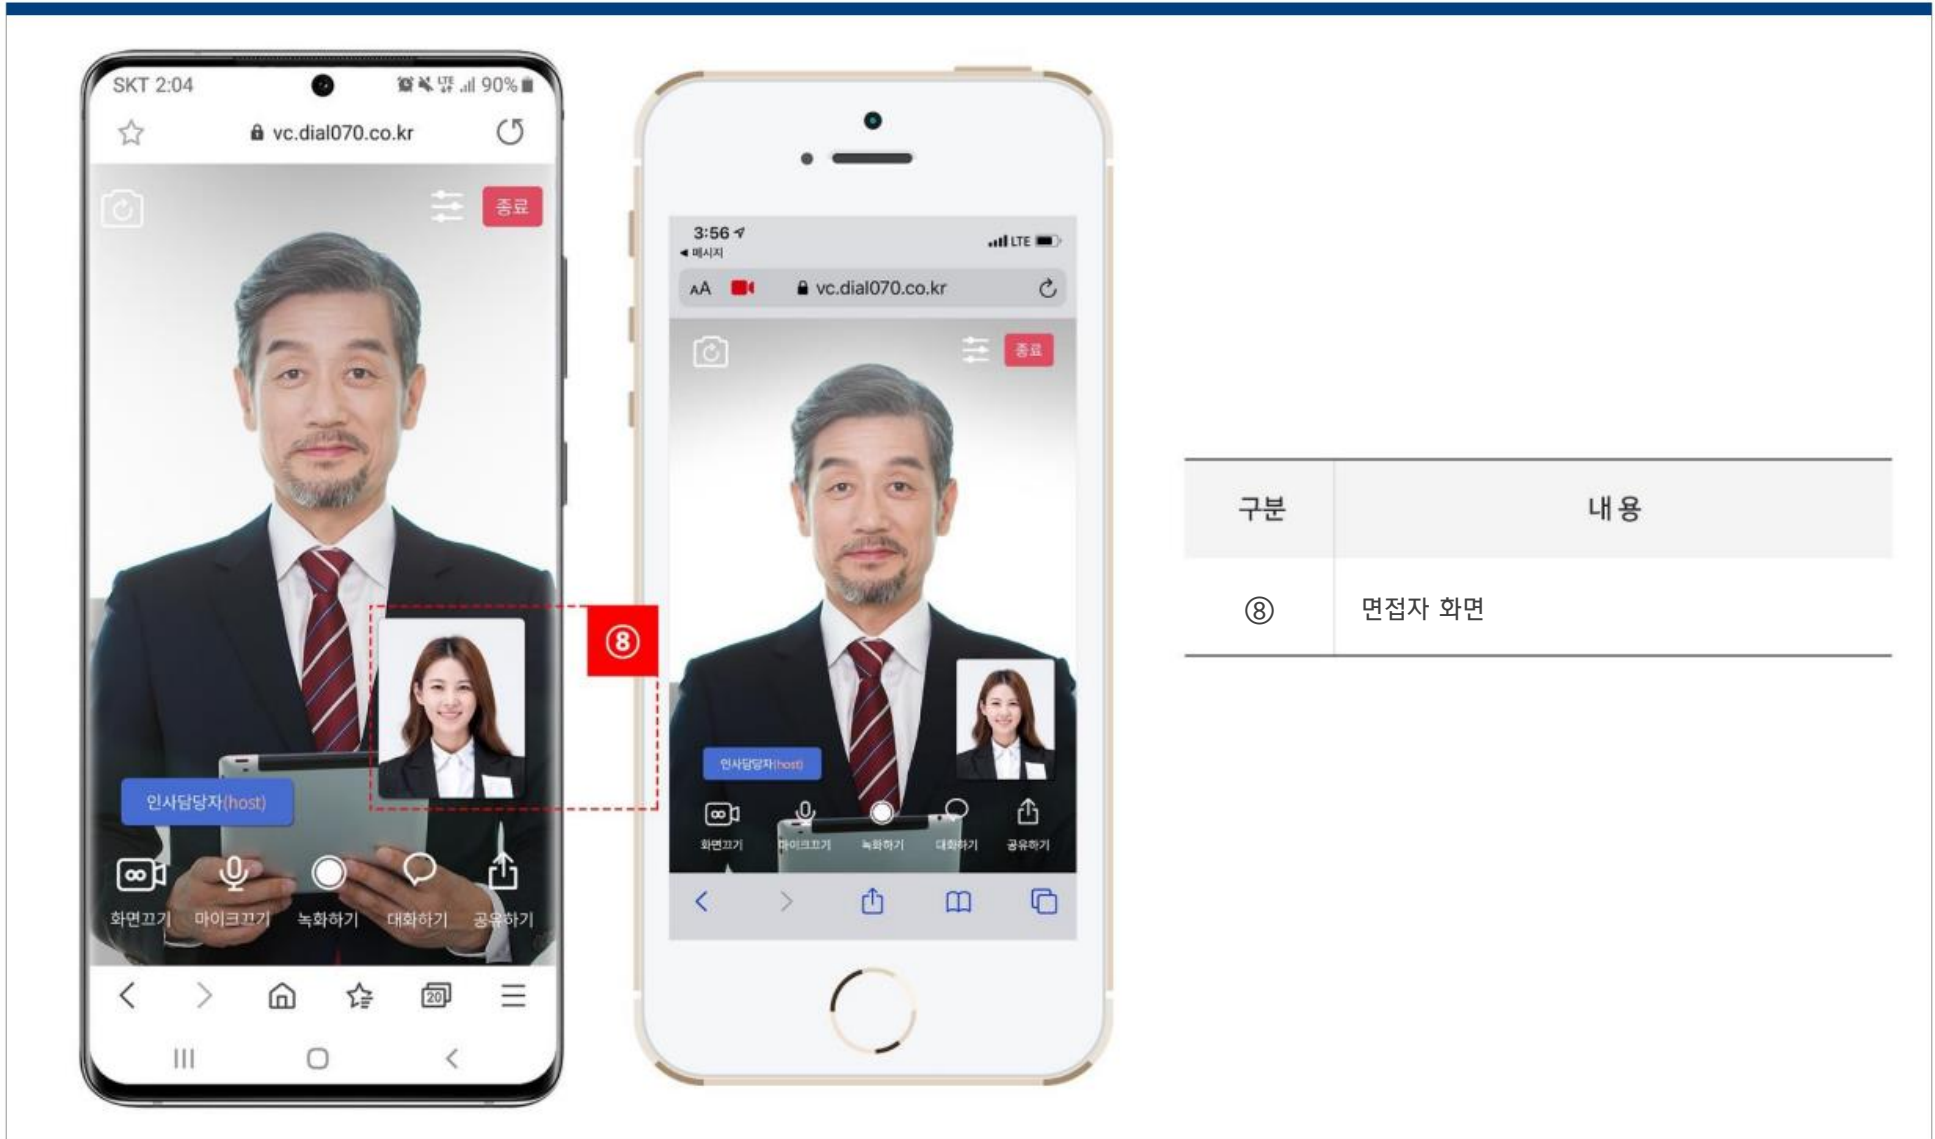 SKT 2:04
LTE 90%
vc.dial070.co.kr
종료
인사담당자(host)
화면끄기 마이크끄기 녹화하기 대화하기 공유하기
20
⑧
3:56
LTE
◀ 메시지
AA vc.dial070.co.kr
종료
인사담당자(host)
화면끄기 마이크끄기 녹화하기 대화하기 공유하기
구분 내 용
⑧ 면접자 화면